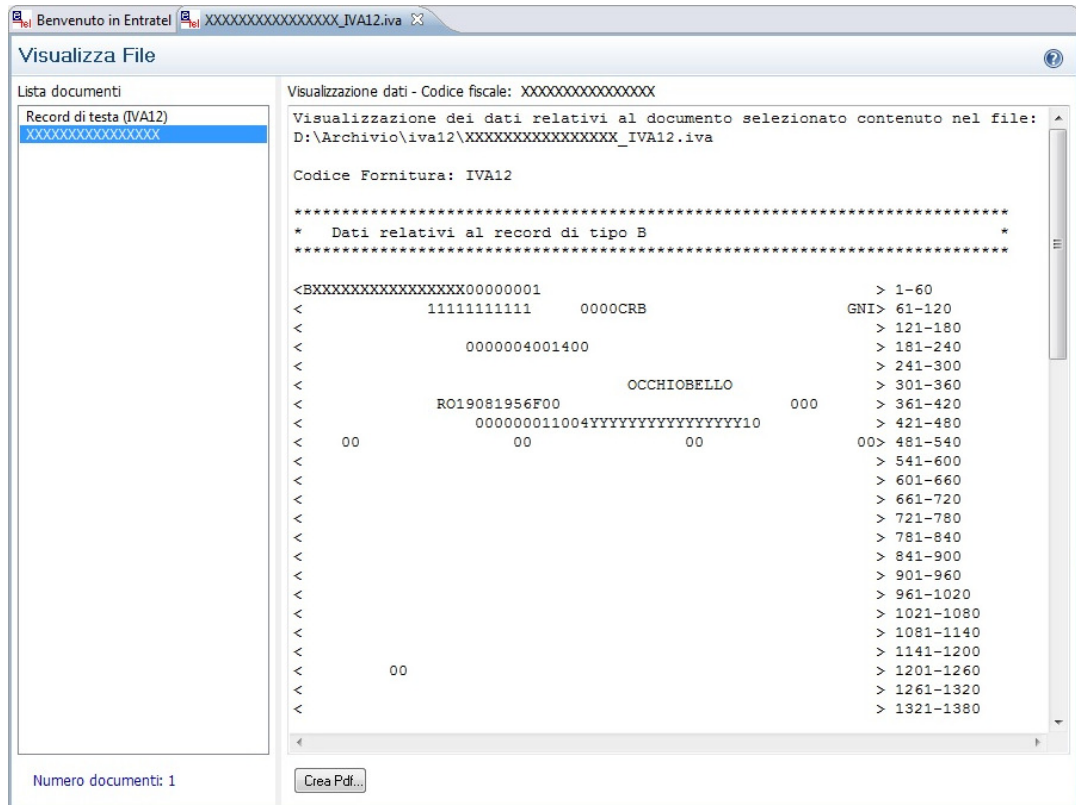 Benvenuto in Entratel
XXXXXXXXXXXXXXXXX_IVA12.iva
Visualizza File
Lista documenti
Record di testa (IVA12)
XXXXXXXXXXXXXXXX
Numero documenti: 1
Visualizzazione dati - Codice fiscale: XXXXXXXXXXXXXXXX
Visualizzazione dei dati relativi al documento selezionato contenuto nel file:
D:\Archivio\iva12\XXXXXXXXXXXXXXXX_IVA12.iva
Codice Fornitura: IVA12
***************************************************************************
*   Dati relativi al record di tipo B                                     *
***************************************************************************
<BXXXXXXXXXXXXXXXX00000001                                   > 1-60
<             11111111111     0000CRB                     GNI> 61-120
<                                                            > 121-180
<                 0000004001400                              > 181-240
<                                                            > 241-300
<                                  OCCHIOBELLO               > 301-360
<              RO19081956F00                        000      > 361-420
<                  000000011004YYYYYYYYYYYYYYYY10            > 421-480
<    00                00                00                00> 481-540
<                                                            > 541-600
<                                                            > 601-660
<                                                            > 661-720
<                                                            > 721-780
<                                                            > 781-840
<                                                            > 841-900
<                                                            > 901-960
<                                                            > 961-1020
<                                                            > 1021-1080
<                                                            > 1081-1140
<                                                            > 1141-1200
<         00                                                 > 1201-1260
<                                                            > 1261-1320
<                                                            > 1321-1380
Crea Pdf...